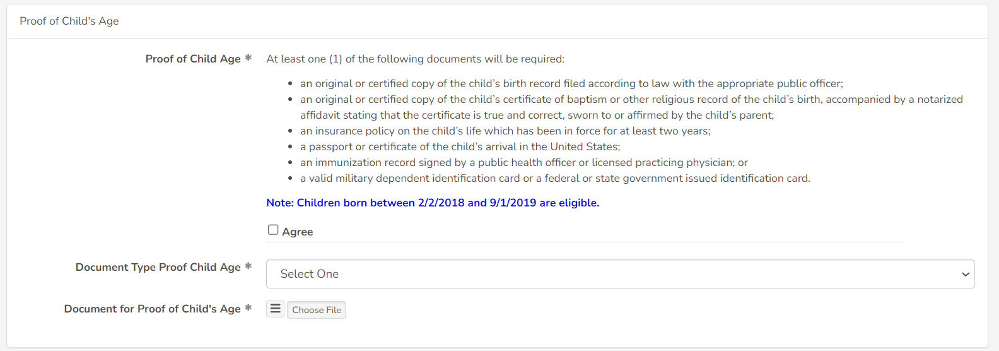 Proof of Child's Age
Proof of Child Age * At least one (1) of the following documents will be required:
• an original or certified copy of the child’s birth record filed according to law with the appropriate public officer;
• an original or certified copy of the child’s certificate of baptism or other religious record of the child’s birth, accompanied by a notarized
affidavit stating that the certificate is true and correct, sworn to or affirmed by the child’s parent;
• an insurance policy on the child’s life which has been in force for at least two years;
• a passport or certificate of the child’s arrival in the United States;
• an immunization record signed by a public health officer or licensed practicing physician; or
• a valid military dependent identification card or a federal or state government issued identification card.
Note: Children born between 2/2/2018 and 9/1/2019 are eligible.
Agree
Document Type Proof Child Age * Select One
Document for Proof of Child's Age * Choose File